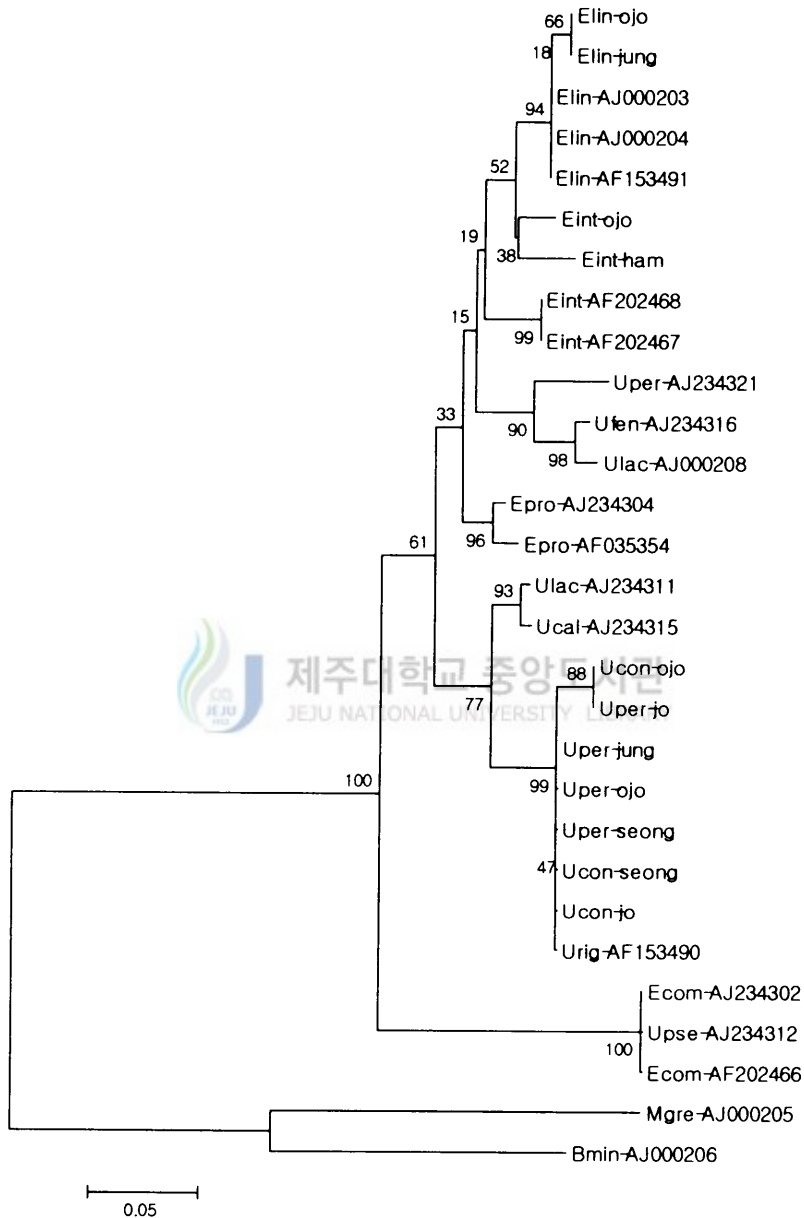 66
Elin-ojo
18
Elin-jung
Elin-AJ000203
94
Elin-AJ000204
Elin-AF153491
52
Eint-ojo
19
38
Eint-ham
Eint-AF202468
15
99
Eint-AF202467
Uper-AJ234321
33
90
Ufen-AJ234316
98
Ulac-AJ000208
Epro-AJ234304
61
96
Epro-AF035354
93
Ulac-AJ234311
Ucal-AJ234315
88
Ucon-ojo
제주대학교 중앙도서관
77
Uper-jo
JEJU NATIONAL UNIVERSITY LIBRARY
JEJU
1952
Uper-jung
100
99
Uper-ojo
Uper-seong
47
Ucon-seong
Ucon-jo
Urig-AF153490
Ecom-AJ234302
Upse-AJ234312
100
Ecom-AF202466
Mgre-AJ000205
Bmin-AJ000206
0.05